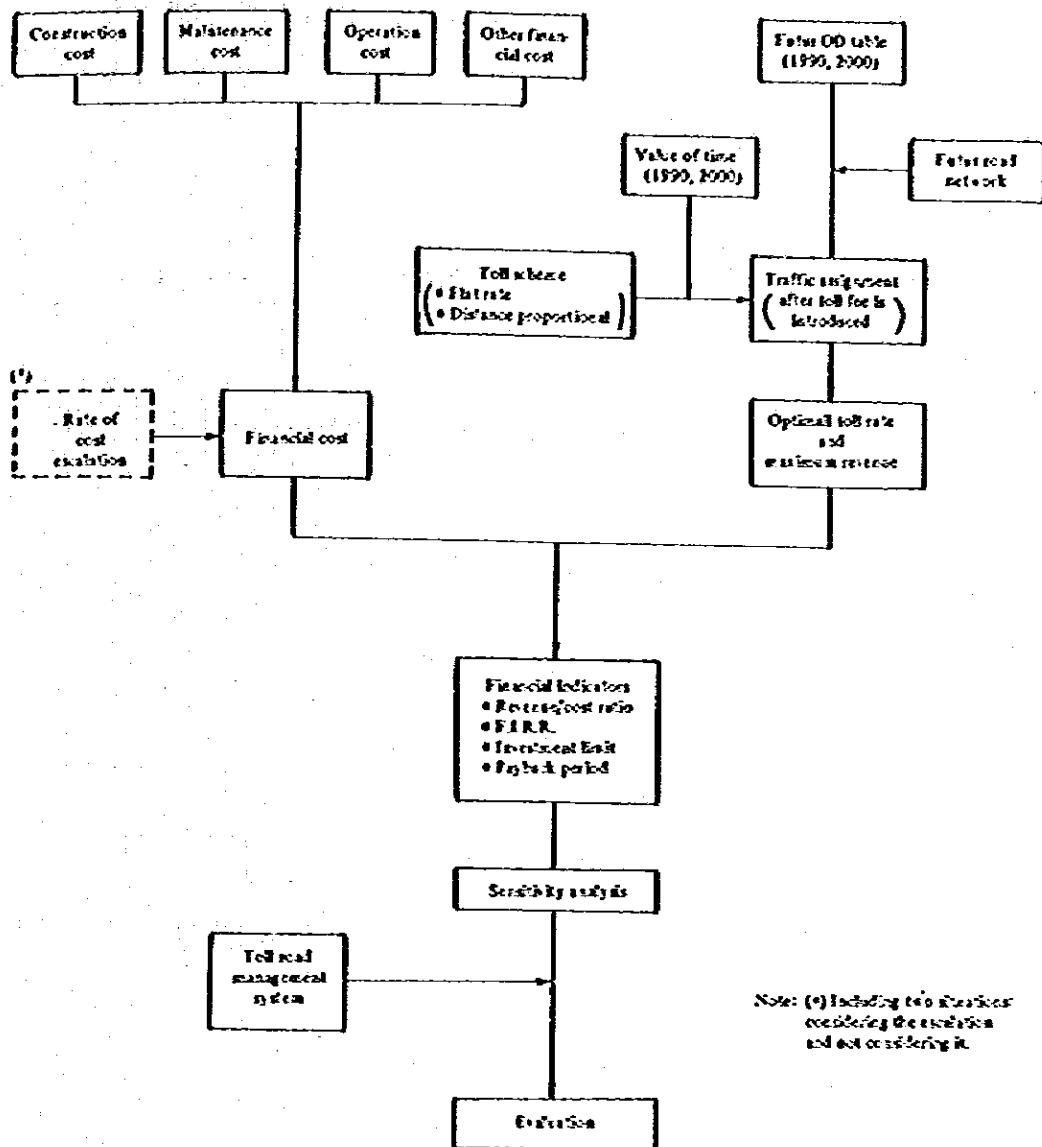 Construction
cost
Maintenance
cost
Operation
cost
Other finan-
cial cost
Future OD table
(1990, 2000)
Value of time
(1990, 2000)
Future road
network
Toll scheme
• Flat rate
• Distance proportional
Traffic assignment
after toll fee is
introduced
(*)
Rate of
cost
escalation
Financial cost
Optimal toll rate
and
maximum revenue
Financial Indicators
• Revenue/cost ratio
• F.I.R.R.
• Investment limit
• Payback period
Sensitivity analysis
Toll road
management
system
Note: (*) Including two situations:
considering the escalation
and not considering it.
Evaluation